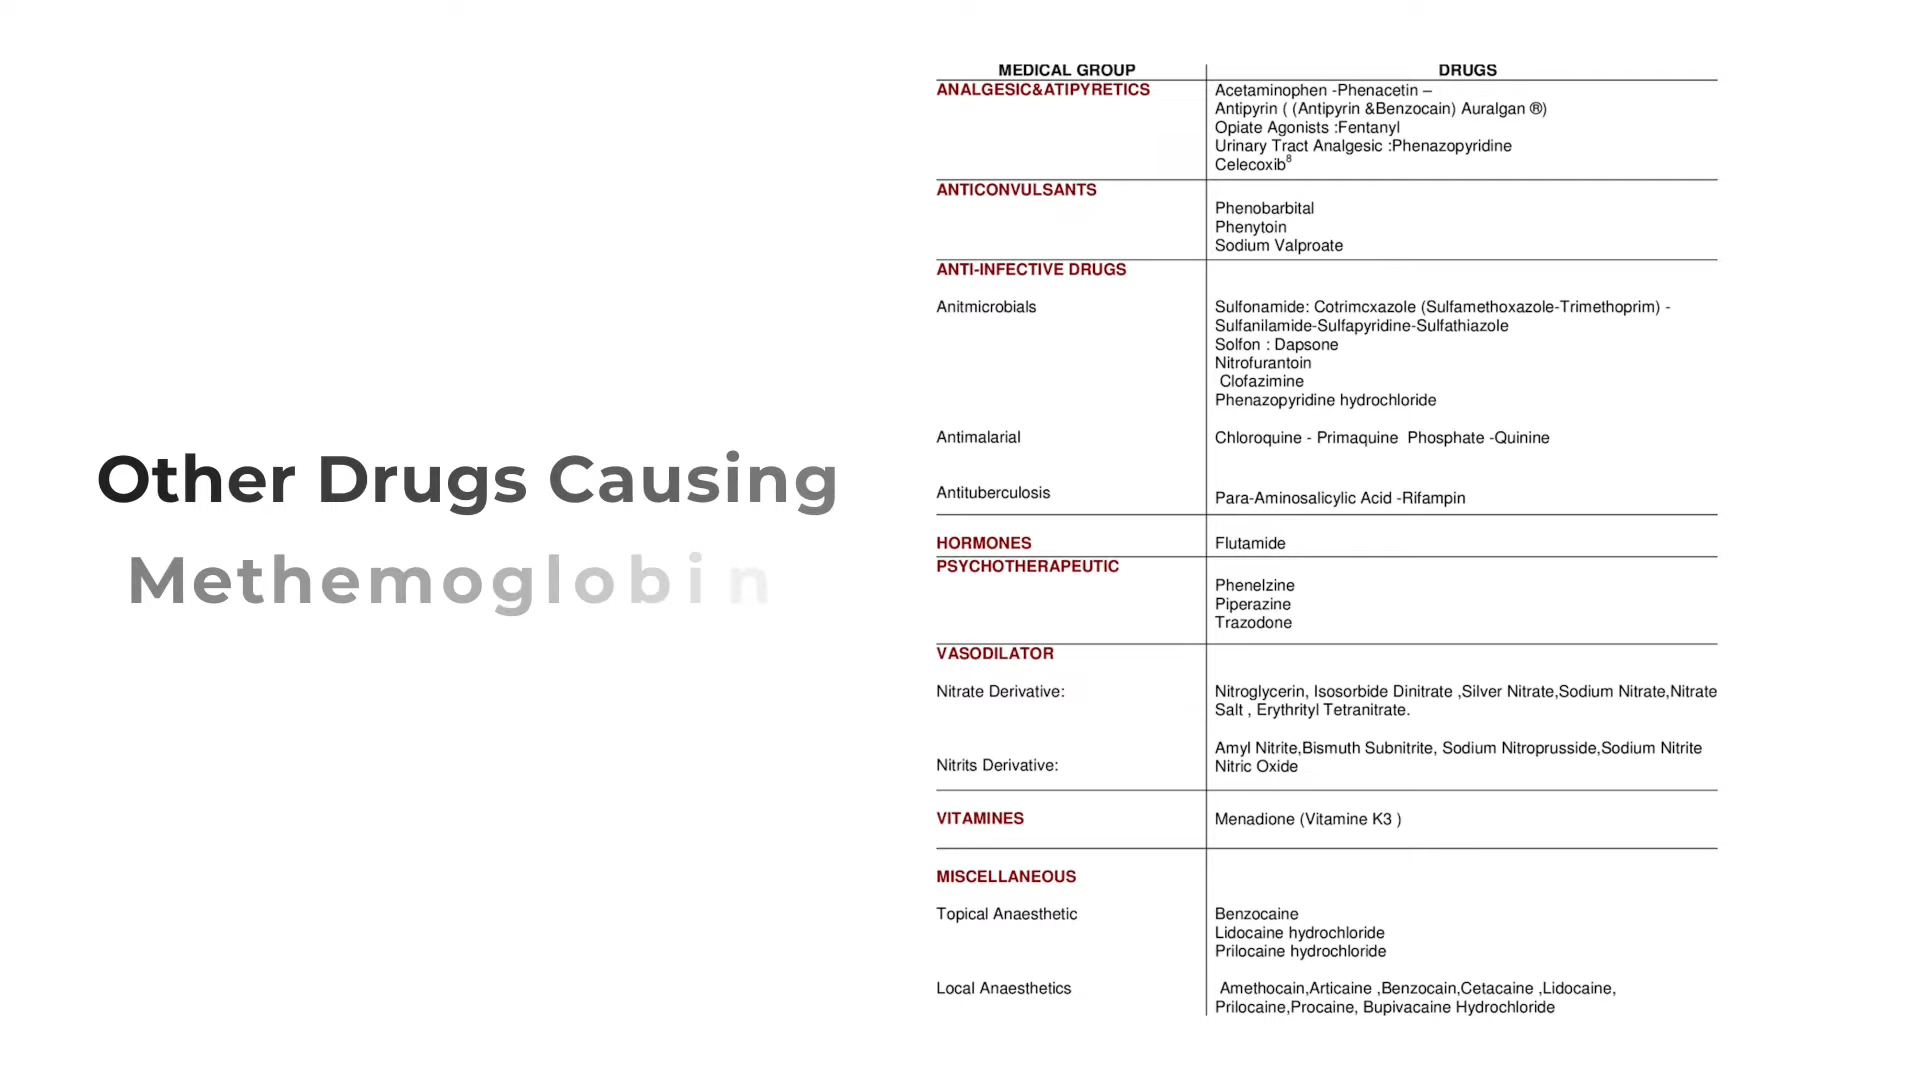 Other Drugs Causing
Methemoglobin
MEDICAL GROUP DRUGS
ANALGESIC&ATIPYRETICS Acetaminophen -Phenacetin –
Antipyrin ( (Antipyrin &Benzocain) Auralgan ®)
Opiate Agonists :Fentanyl
Urinary Tract Analgesic :Phenazopyridine
Celecoxib8
ANTICONVULSANTS
Phenobarbital
Phenytoin
Sodium Valproate
ANTI-INFECTIVE DRUGS
Anitmicrobials Sulfonamide: Cotrimcxazole (Sulfamethoxazole-Trimethoprim) -
Sulfanilamide-Sulfapyridine-Sulfathiazole
Solfon : Dapsone
Nitrofurantoin
Clofazimine
Phenazopyridine hydrochloride
Antimalarial Chloroquine - Primaquine Phosphate -Quinine
Antituberculosis Para-Aminosalicylic Acid -Rifampin
HORMONES Flutamide
PSYCHOTHERAPEUTIC
Phenelzine
Piperazine
Trazodone
VASODILATOR
Nitrate Derivative: Nitroglycerin, Isosorbide Dinitrate ,Silver Nitrate,Sodium Nitrate,Nitrate
Salt , Erythrityl Tetranitrate.
Amyl Nitrite,Bismuth Subnitrite, Sodium Nitroprusside,Sodium Nitrite
Nitrits Derivative: Nitric Oxide
VITAMINES Menadione (Vitamine K3 )
MISCELLANEOUS
Topical Anaesthetic Benzocaine
Lidocaine hydrochloride
Prilocaine hydrochloride
Local Anaesthetics Amethocain,Articaine ,Benzocain,Cetacaine ,Lidocaine,
Prilocaine,Procaine, Bupivacaine Hydrochloride